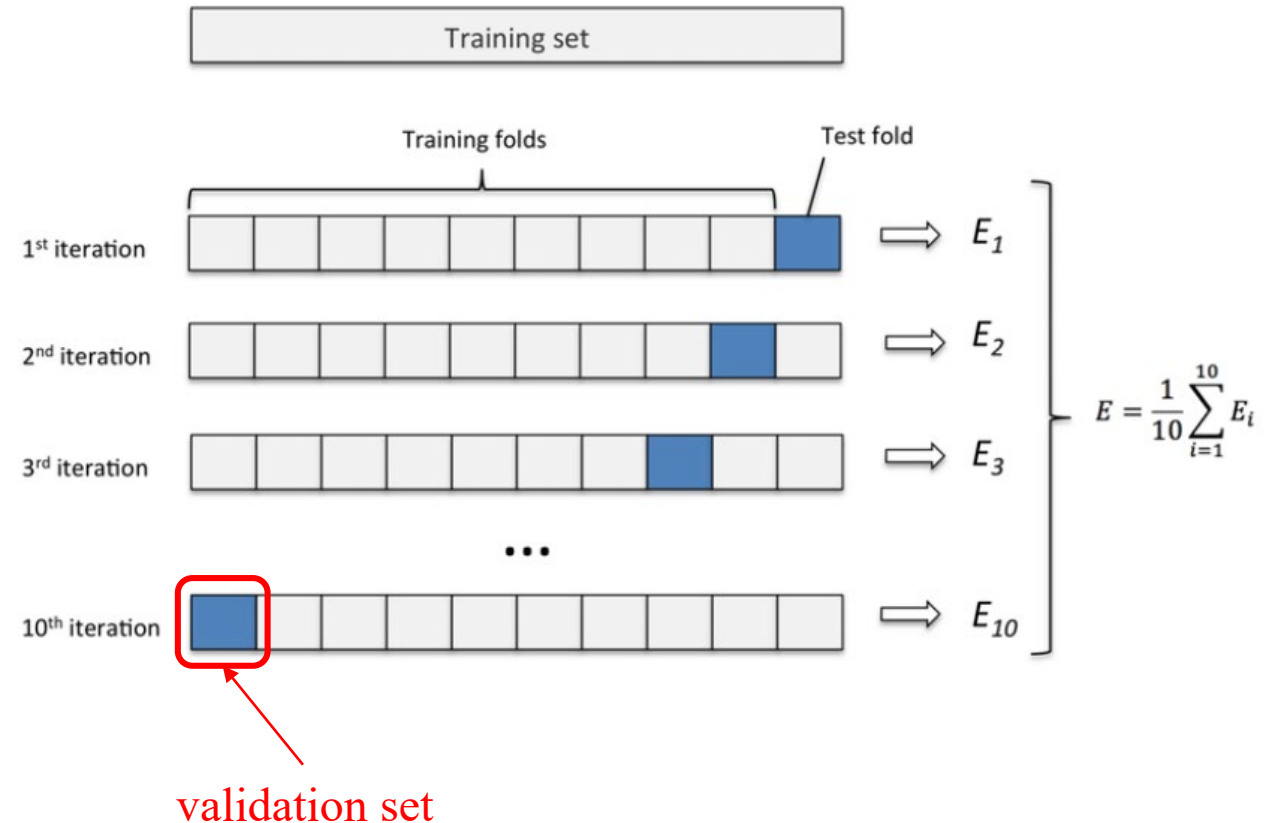 Training set
Training folds
Test fold
1st iteration
E1
2nd iteration
E2
3rd iteration
E3
E = 1/10 ∑_{i=1}^{10} Ei
...
10th iteration
E10
validation set